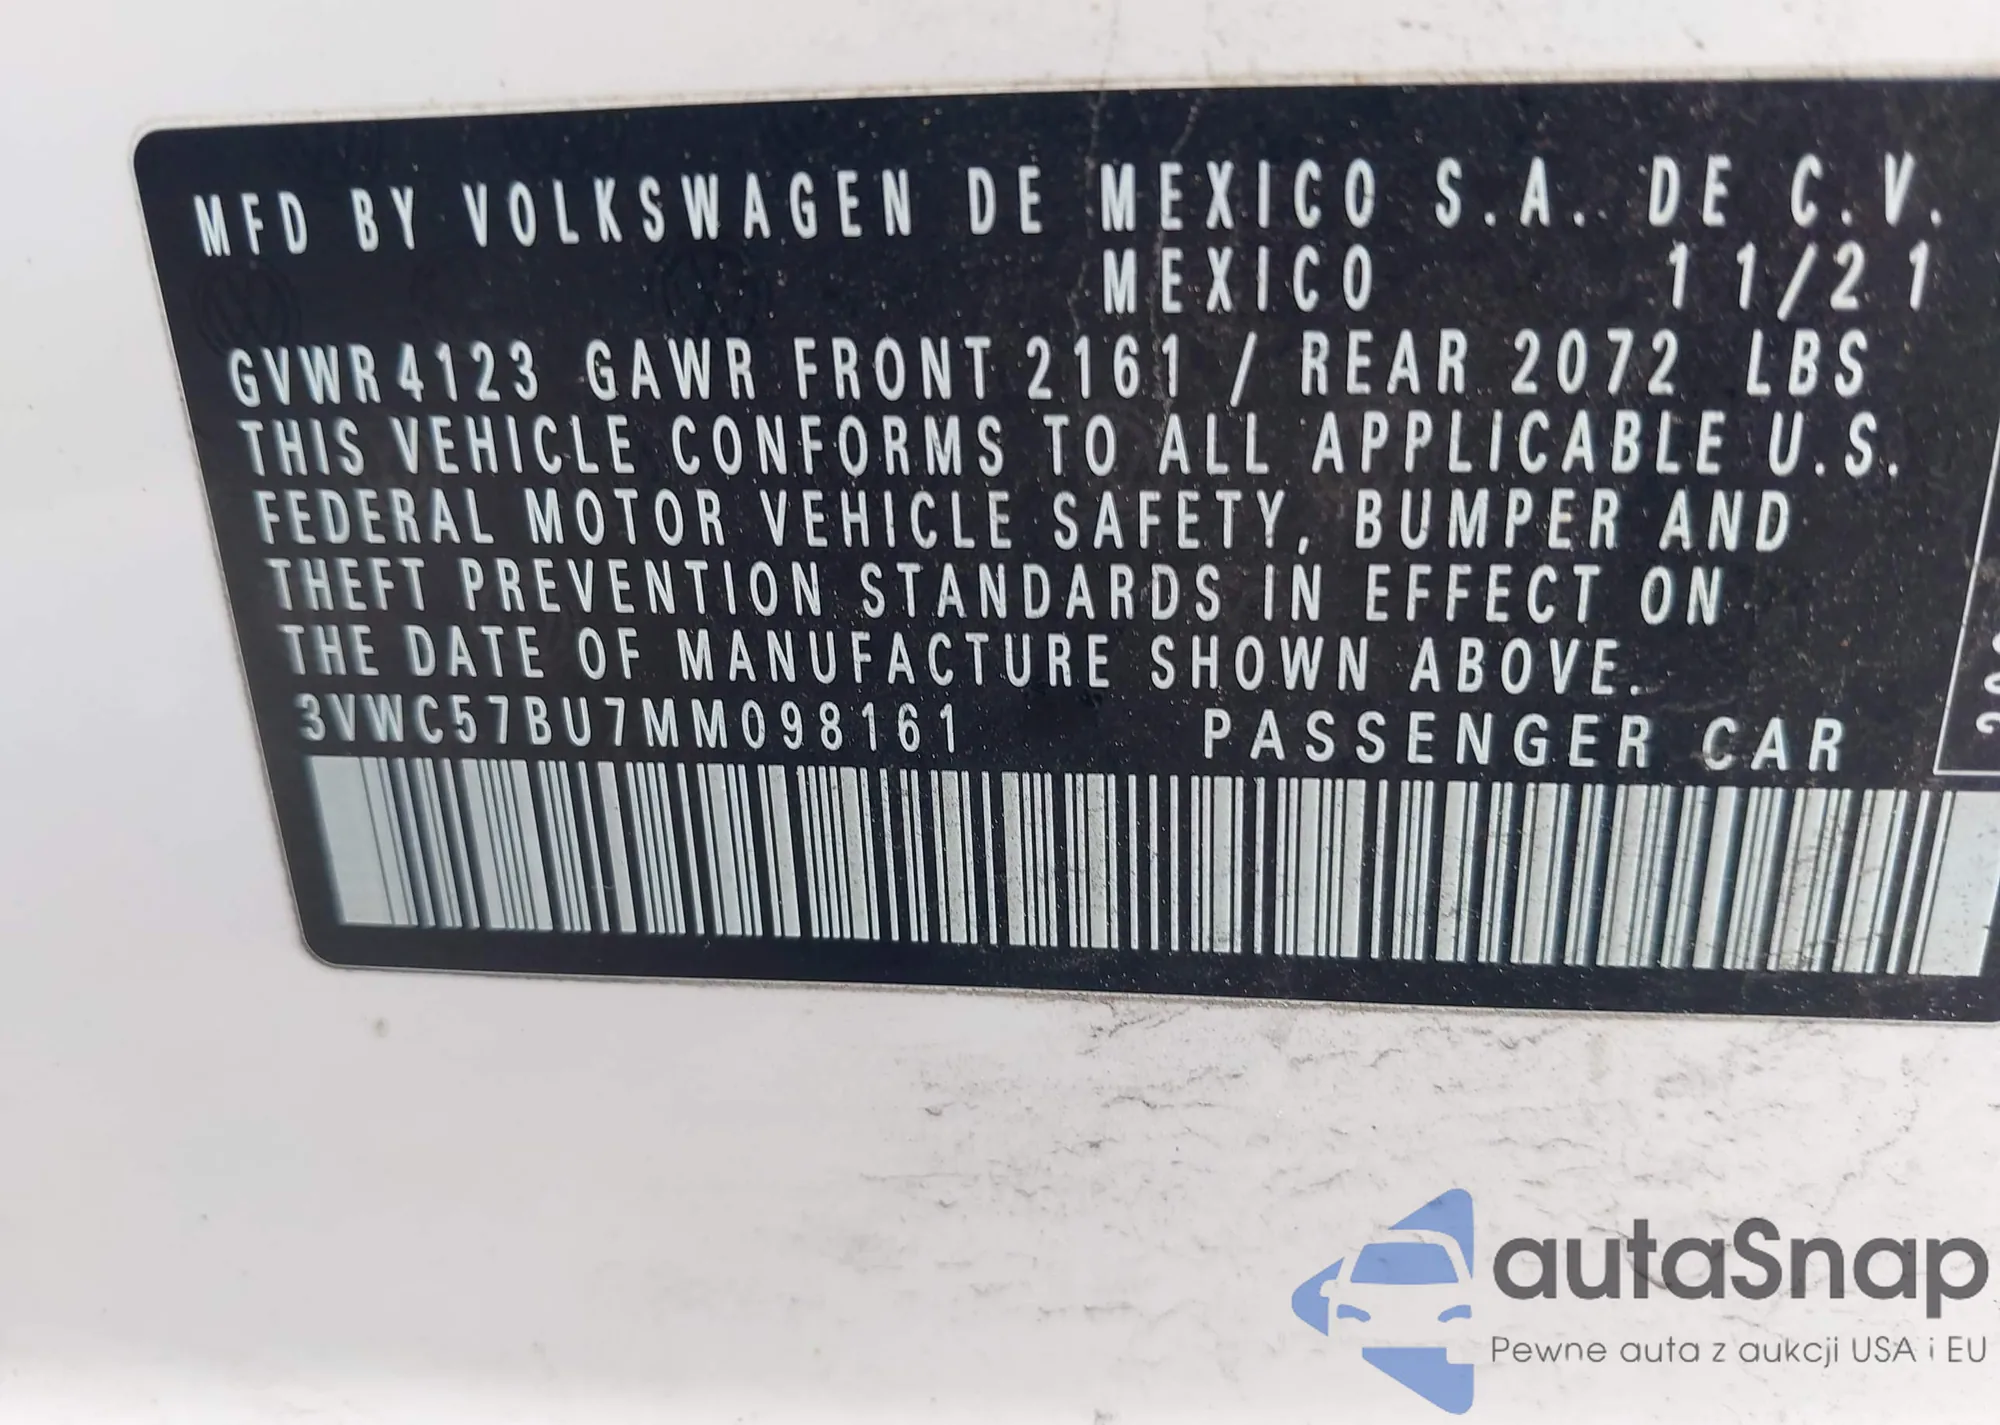 MFD BY VOLKSWAGEN DE MEXICO S.A. DE C.V.
MEXICO 11/21
GVWR 4123 GAWR FRONT 2161 / REAR 2072 LBS
THIS VEHICLE CONFORMS TO ALL APPLICABLE U.S.
FEDERAL MOTOR VEHICLE SAFETY, BUMPER AND
THEFT PREVENTION STANDARDS IN EFFECT ON
THE DATE OF MANUFACTURE SHOWN ABOVE.
3VWC57BU7MM098161 PASSENGER CAR
autaSnap
Pewne auta z aukcji USA i EU